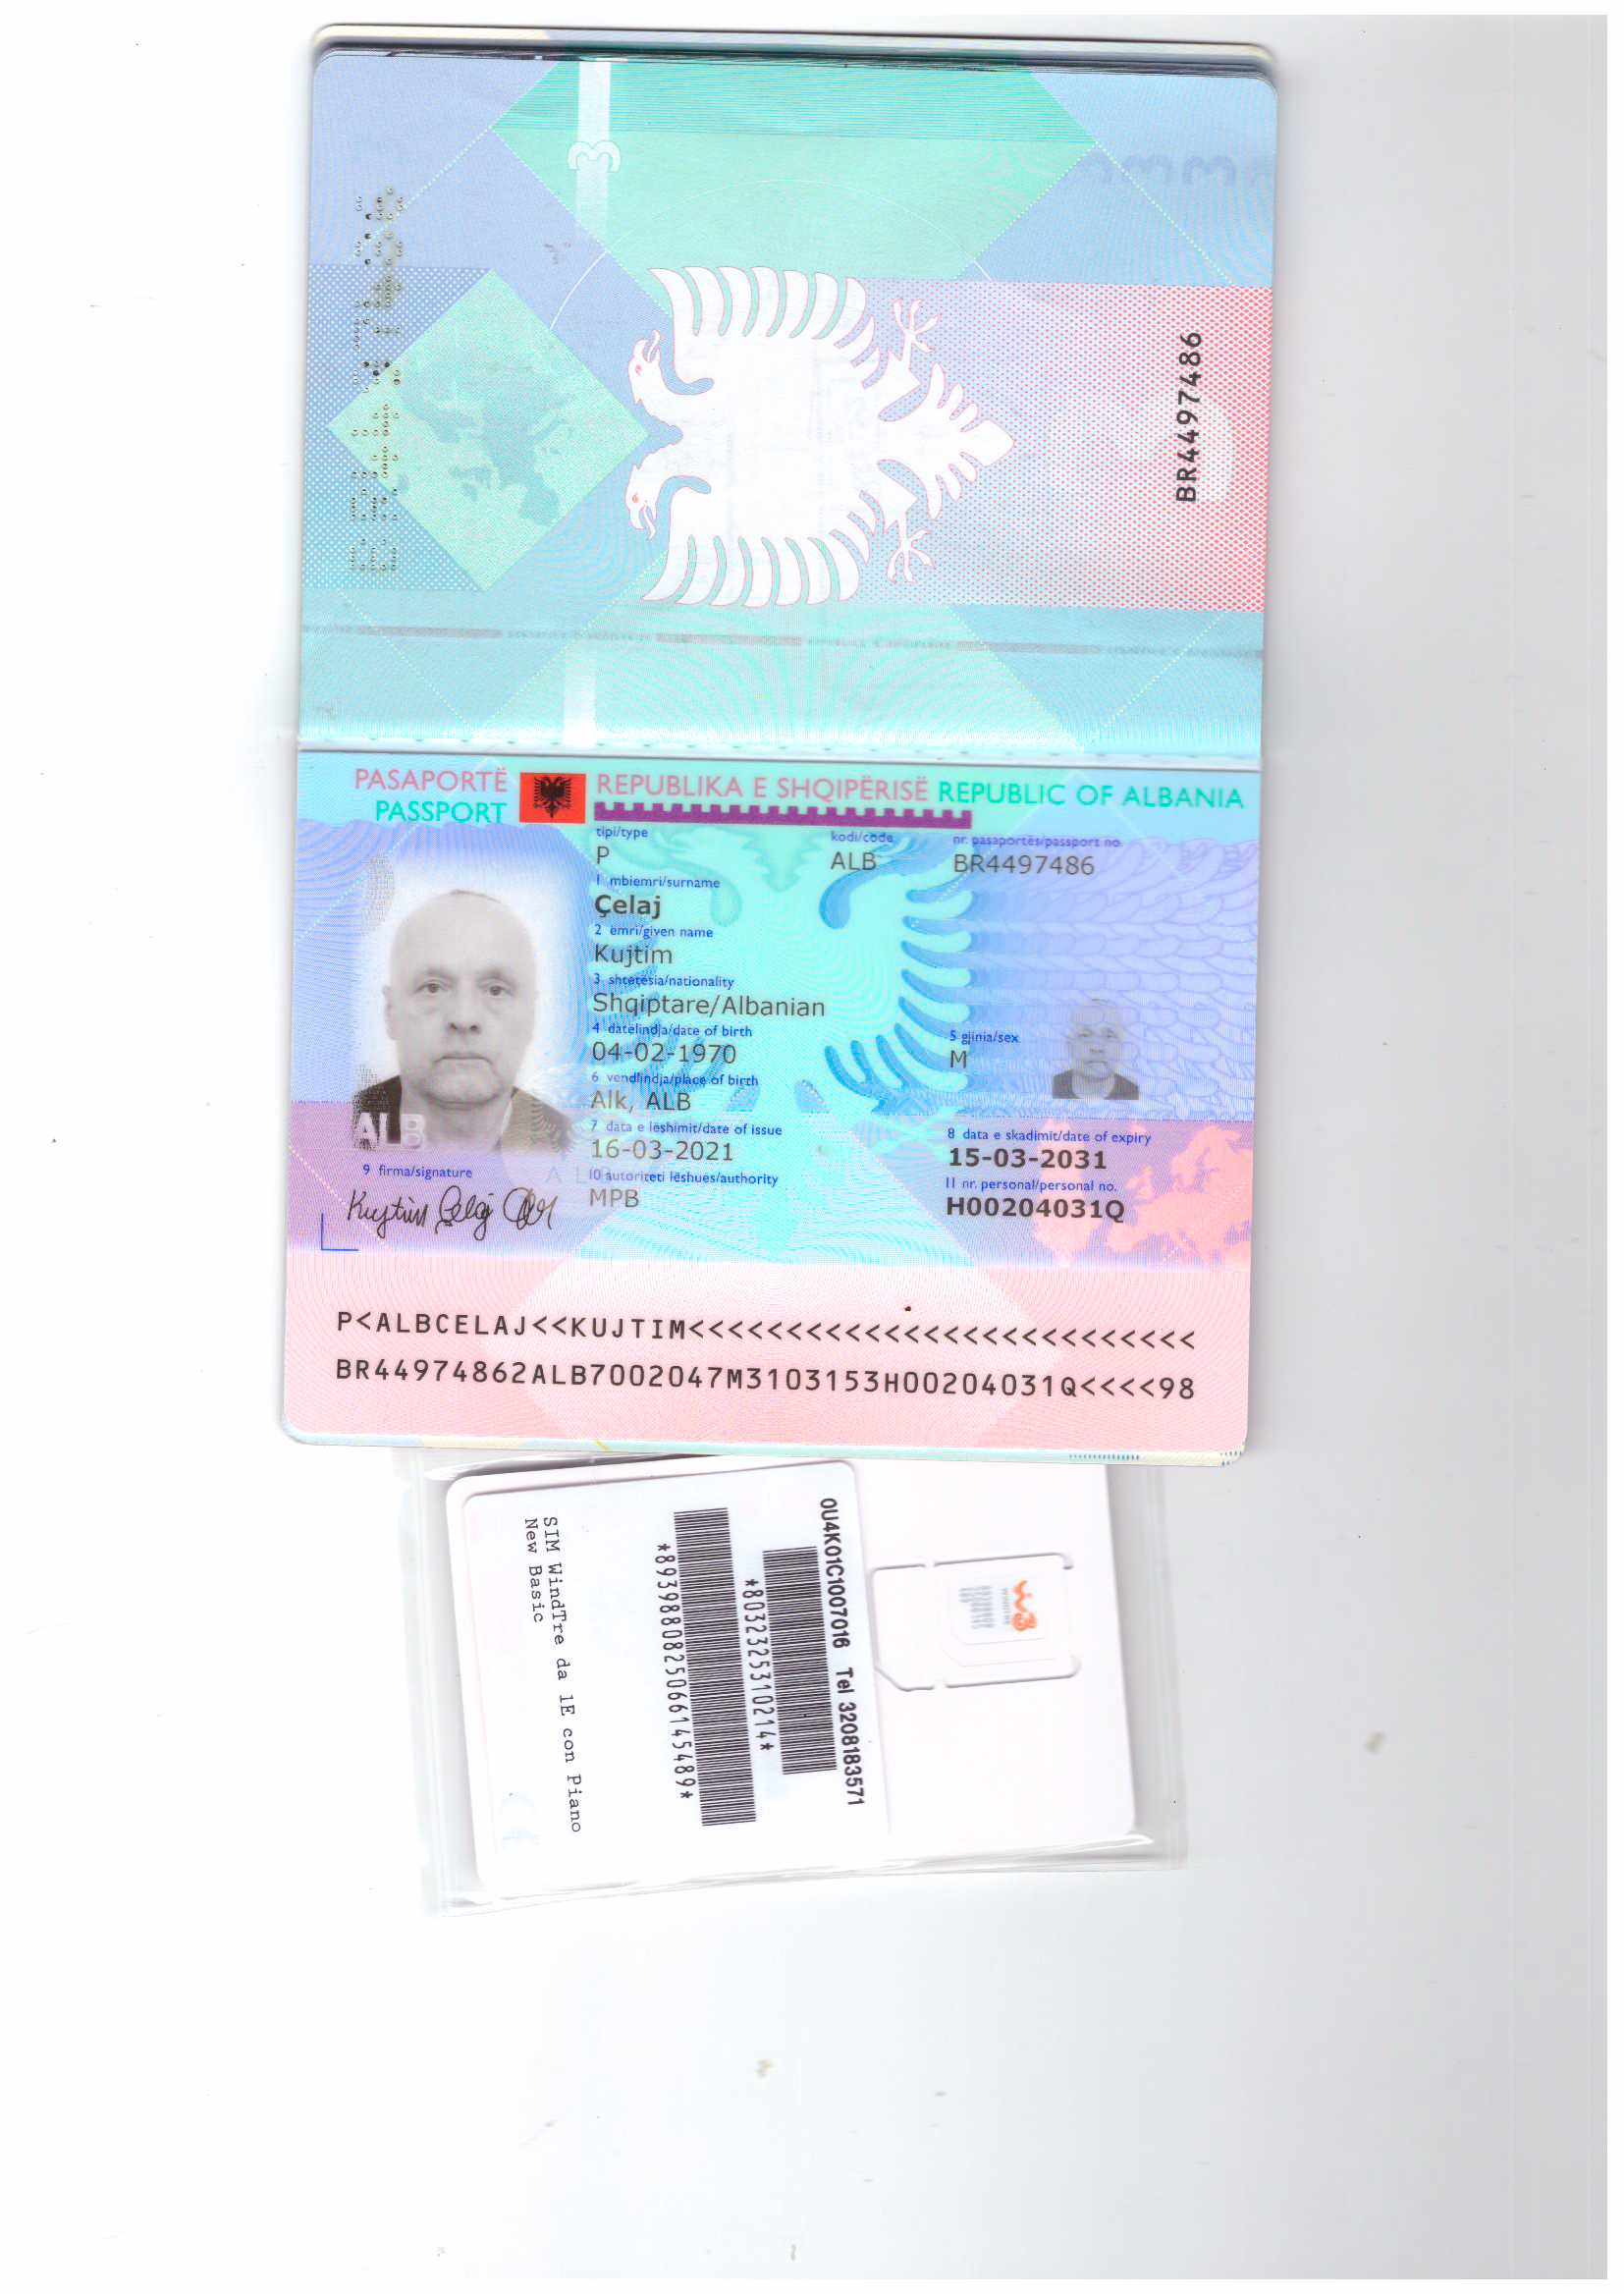 BR4497486
PASAPORTË
PASSPORT
REPUBLIKA E SHQIPËRISË REPUBLIC OF ALBANIA
tipi/type
P
kodi/code
ALB
nr. pasaportës/passport no.
BR4497486
1 mbiemri/surname
Çelaj
2 emri/given name
Kujtim
3 shtetësia/nationality
Shqiptare/Albanian
4 datëlindja/date of birth
04-02-1970
5 gjinia/sex
M
6 vendlindja/place of birth
Alk, ALB
7 data e lëshimit/date of issue
16-03-2021
8 data e skadimit/date of expiry
15-03-2031
9 firma/signature
Kujtim Çelaj
10 autoriteti lëshues/authority
MPB
11 nr. personal/personal no.
H00204031Q
ALB
P<ALBCELAJ<<KUJTIM<<<<<<<<<<<<<<<<<<<<<<<<<<
BR44974862ALB7002047M3103153H00204031Q<<<<98
0U4K01C1007016 Tel 3208183571
*8032325310214*
*8939880825066145489*
SIM WindTre da 1E con Piano
New Basic